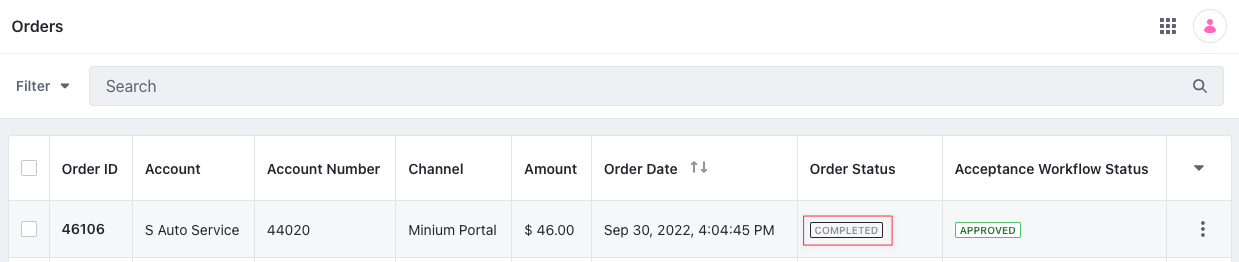 Orders
Filter Search
Order ID Account Account Number Channel Amount Order Date Order Status Acceptance Workflow Status
46106 S Auto Service 44020 Minium Portal $ 46.00 Sep 30, 2022, 4:04:45 PM COMPLETED APPROVED